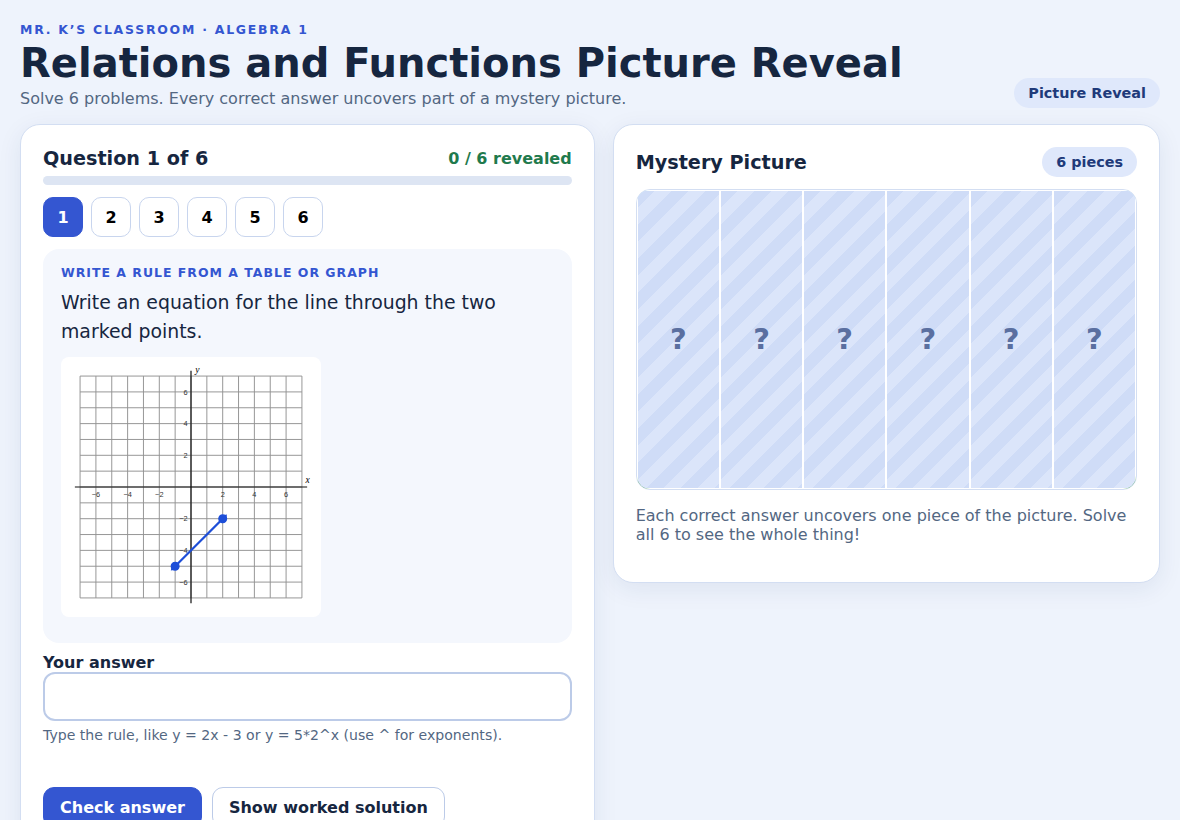 MR. K’S CLASSROOM · ALGEBRA 1
Relations and Functions Picture Reveal
Solve 6 problems. Every correct answer uncovers part of a mystery picture.
Picture Reveal
Question 1 of 6
0 / 6 revealed
1 2 3 4 5 6
WRITE A RULE FROM A TABLE OR GRAPH
Write an equation for the line through the two
marked points.
y
6
4
2
x
−6 −4 −2 2 4 6
−2
−4
−6
Your answer
Type the rule, like y = 2x - 3 or y = 5*2^x (use ^ for exponents).
Check answer
Show worked solution
Mystery Picture
6 pieces
? ? ? ? ? ?
Each correct answer uncovers one piece of the picture. Solve
all 6 to see the whole thing!